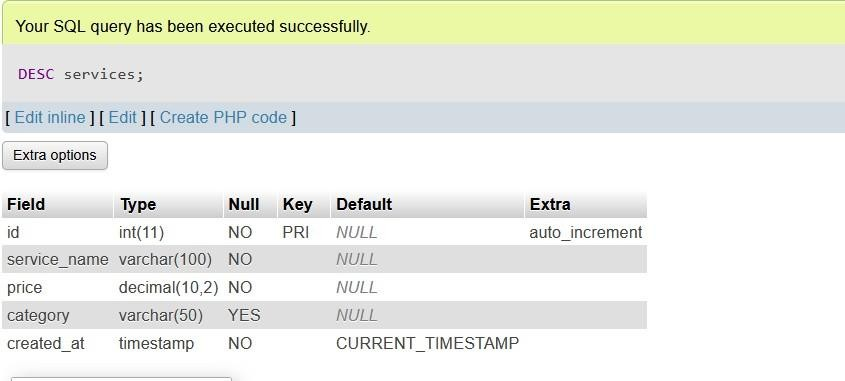 Your SQL query has been executed successfully.
DESC services;
[ Edit inline ] [ Edit ] [ Create PHP code ]
Extra options
Field Type Null Key Default Extra
id int(11) NO PRI NULL auto_increment
service_name varchar(100) NO NULL
price decimal(10,2) NO NULL
category varchar(50) YES NULL
created_at timestamp NO CURRENT_TIMESTAMP